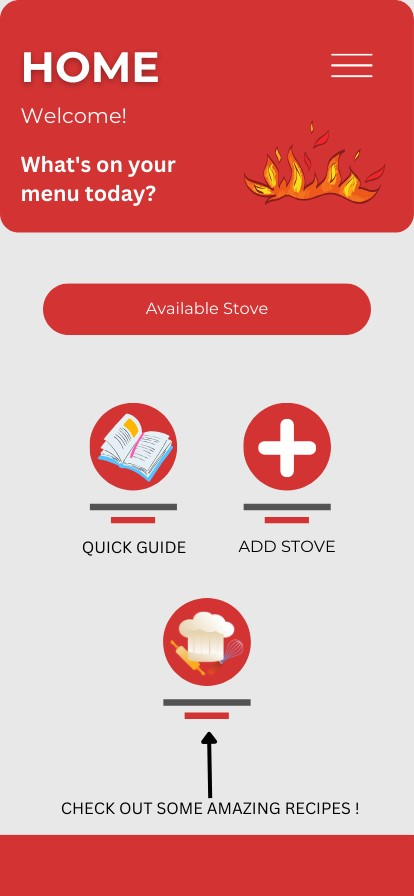 HOME
Welcome!
What's on your
menu today?
Available Stove
QUICK GUIDE
ADD STOVE
CHECK OUT SOME AMAZING RECIPES !